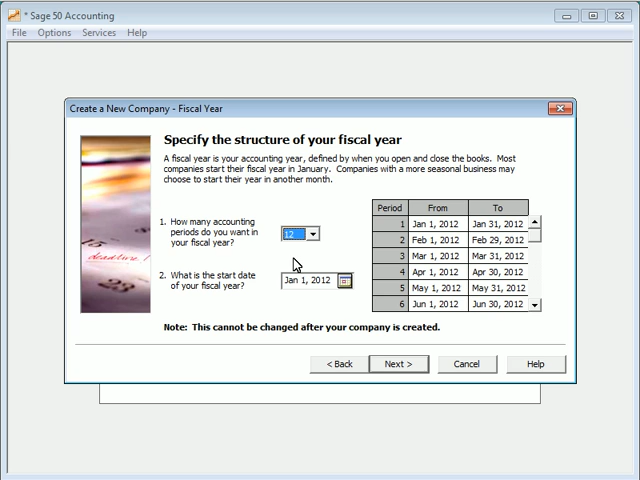 * Sage 50 Accounting
File Options Services Help
Create a New Company - Fiscal Year
Specify the structure of your fiscal year
A fiscal year is your accounting year, defined by when you open and close the books. Most
companies start their fiscal year in January. Companies with a more seasonal business may
choose to start their year in another month.
1. How many accounting
periods do you want in
your fiscal year?
12
2. What is the start date
of your fiscal year?
Jan 1, 2012
Period From To
1 Jan 1, 2012 Jan 31, 2012
2 Feb 1, 2012 Feb 29, 2012
3 Mar 1, 2012 Mar 31, 2012
4 Apr 1, 2012 Apr 30, 2012
5 May 1, 2012 May 31, 2012
6 Jun 1, 2012 Jun 30, 2012
15
deadline!
23
Note: This cannot be changed after your company is created.
< Back Next > Cancel Help